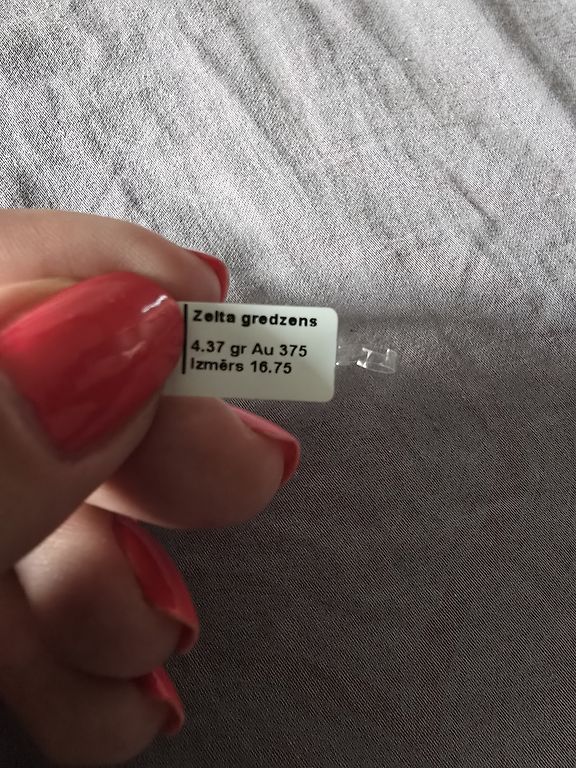 Zelta gredzens
4.37 gr Au 375
Izmērs 16.75